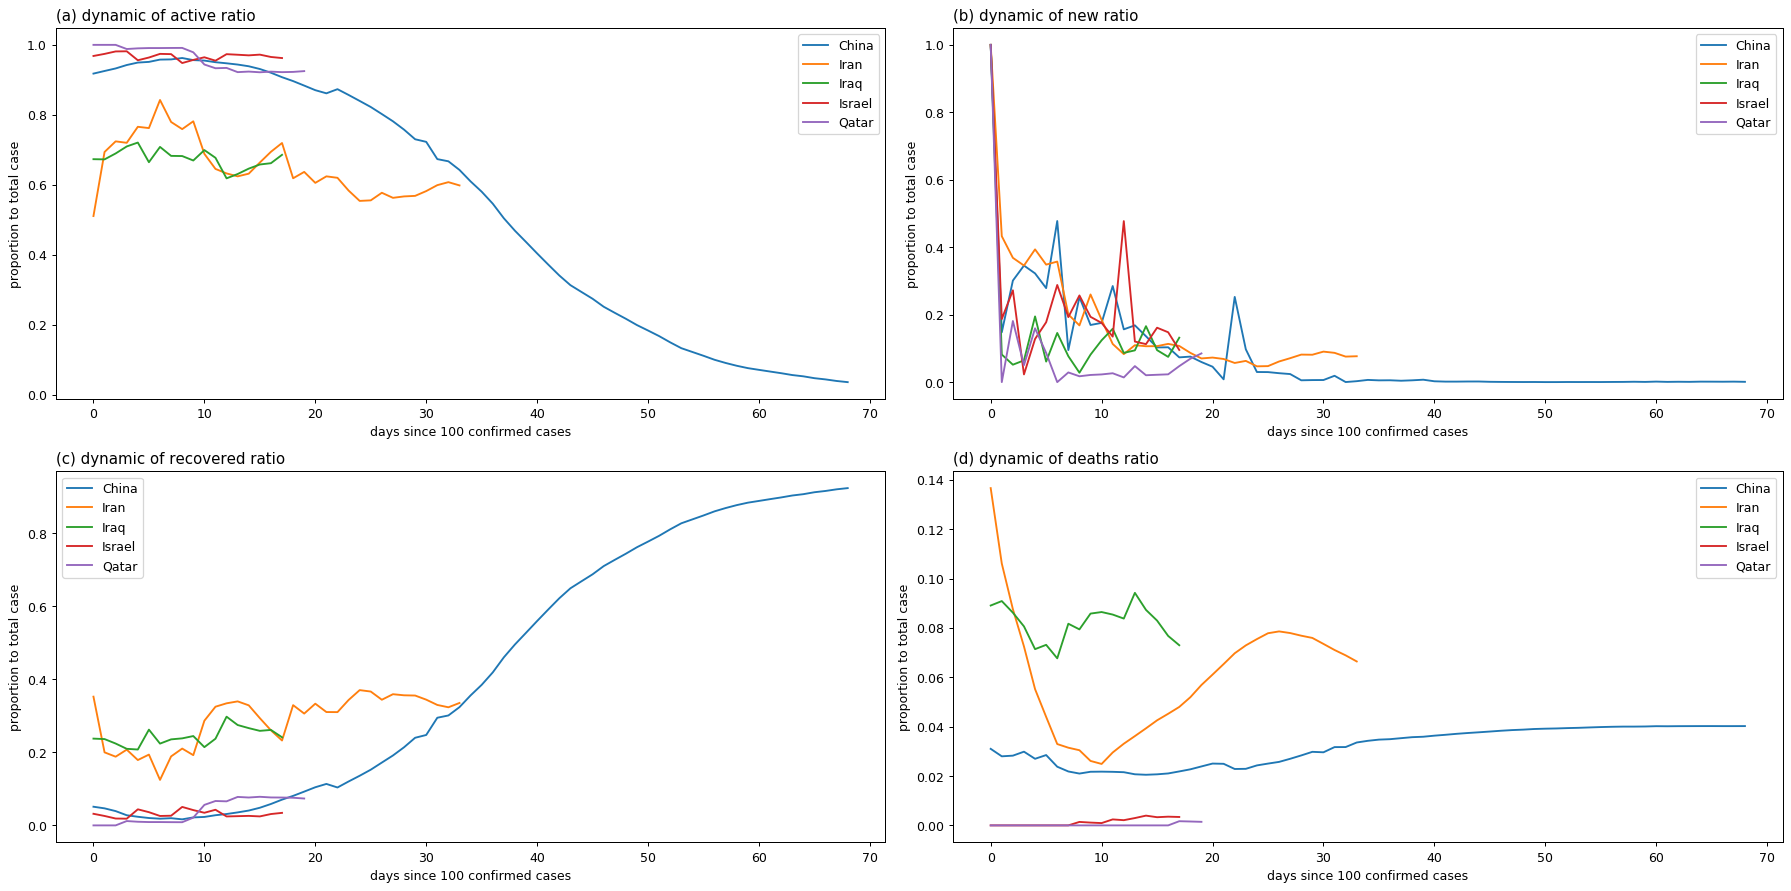 (a) dynamic of active ratio
proportion to total case
1.0
0.8
0.6
0.4
0.2
0.0
China
Iran
Iraq
Israel
Qatar
0 10 20 30 40 50 60 70
days since 100 confirmed cases
(b) dynamic of new ratio
proportion to total case
1.0
0.8
0.6
0.4
0.2
0.0
China
Iran
Iraq
Israel
Qatar
0 10 20 30 40 50 60 70
days since 100 confirmed cases
(c) dynamic of recovered ratio
proportion to total case
0.8
0.6
0.4
0.2
0.0
China
Iran
Iraq
Israel
Qatar
0 10 20 30 40 50 60 70
days since 100 confirmed cases
(d) dynamic of deaths ratio
proportion to total case
0.14
0.12
0.10
0.08
0.06
0.04
0.02
0.00
China
Iran
Iraq
Israel
Qatar
0 10 20 30 40 50 60 70
days since 100 confirmed cases